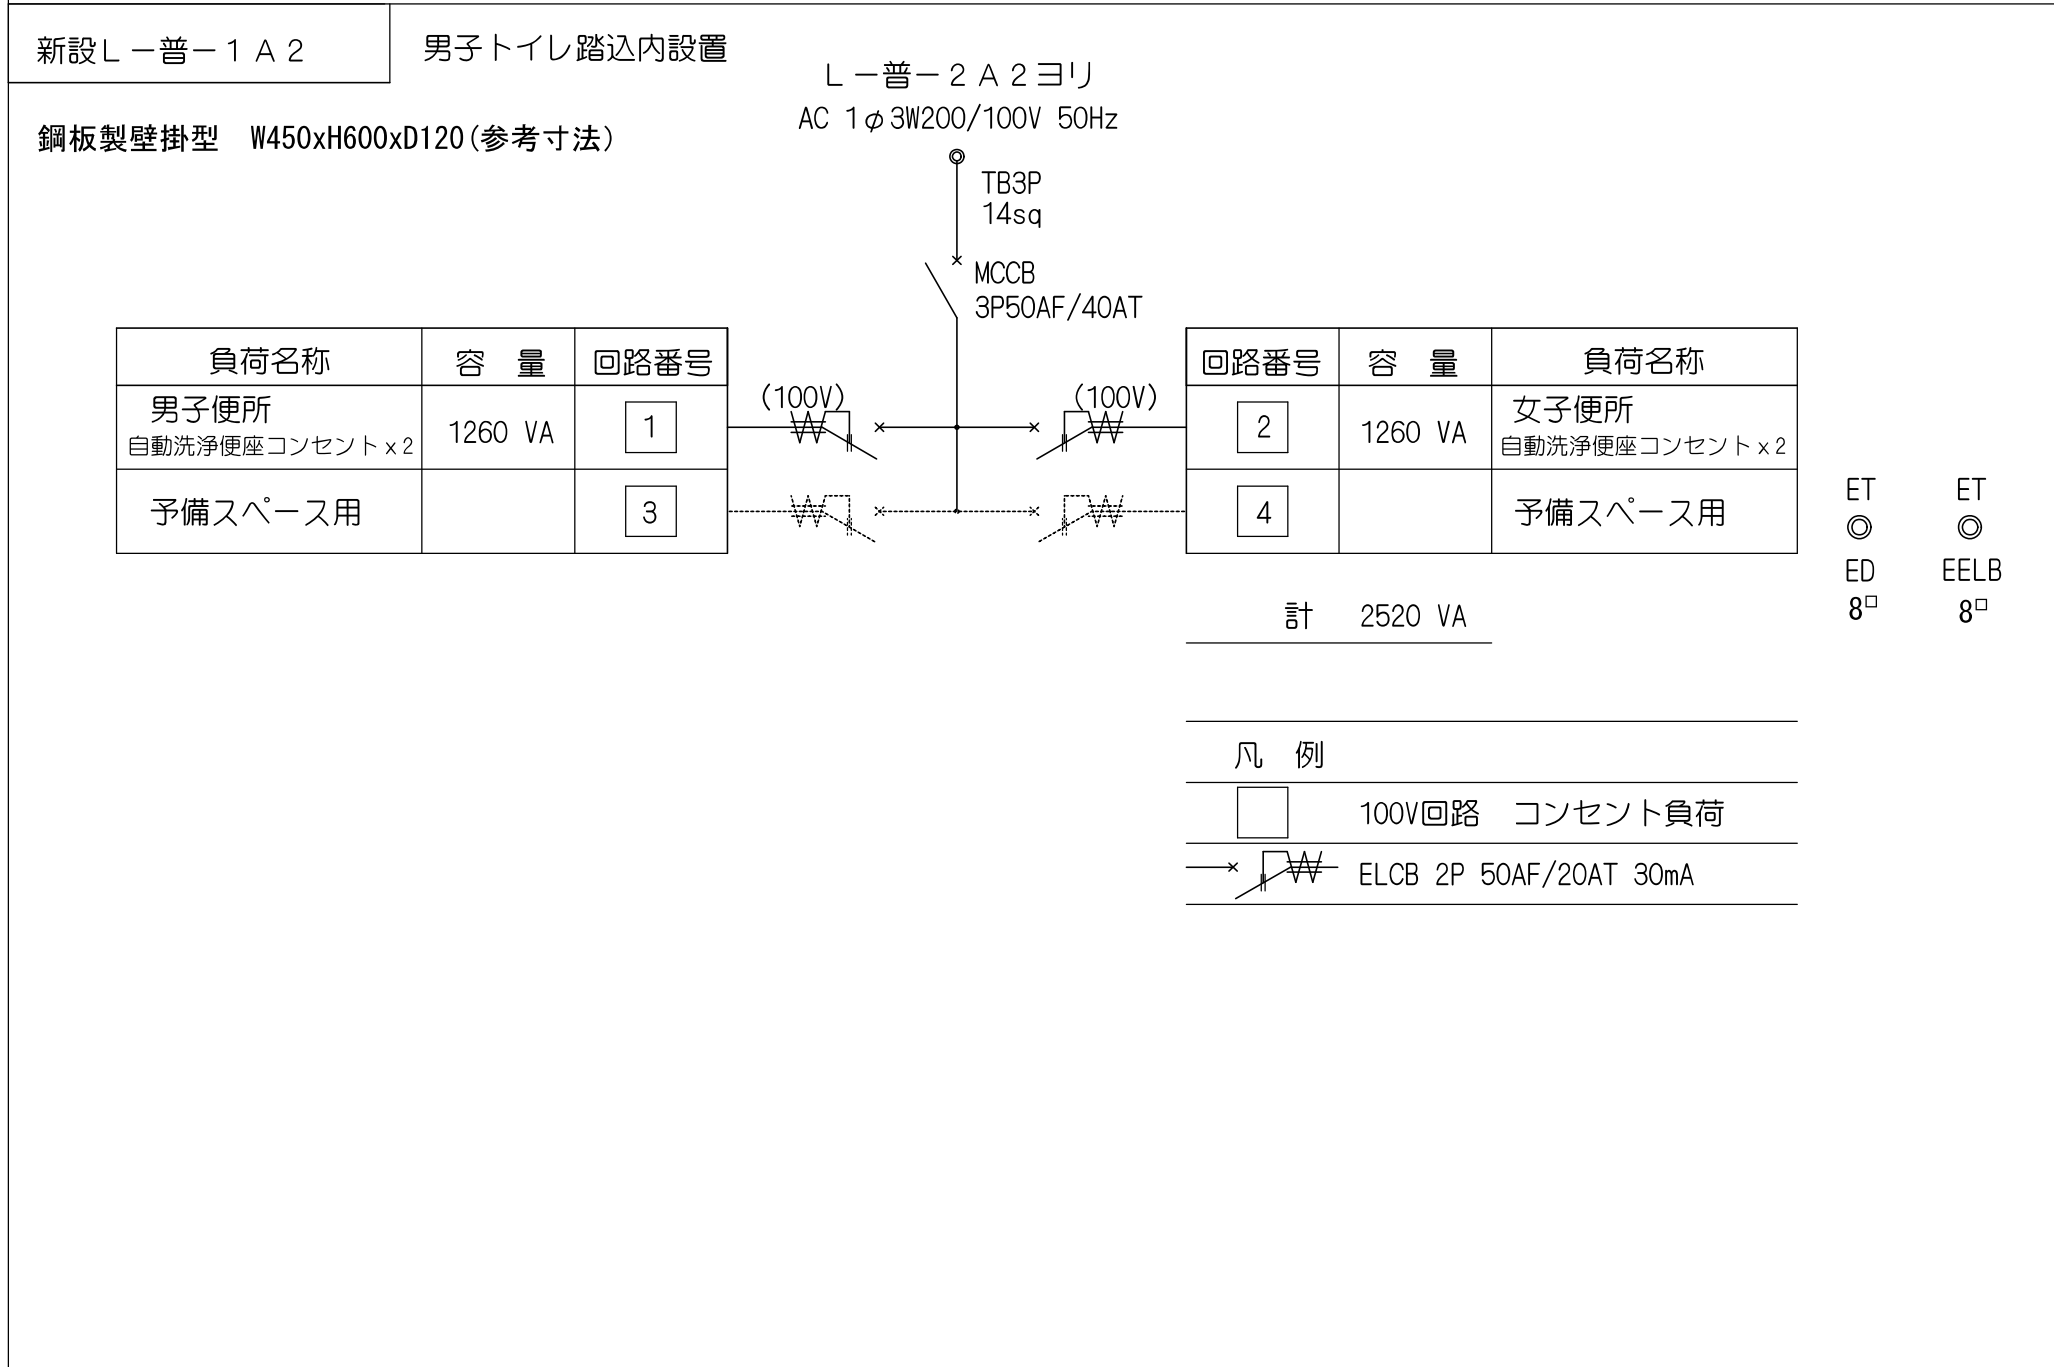 新設L－普－1A2
男子トイレ踏込内設置
L－普－2A2ヨリ
AC 1φ3W200/100V 50Hz
鋼板製壁掛型　W450xH600xD120(参考寸法)
TB3P
14sq
MCCB
3P50AF/40AT
負荷名称 容　量 回路番号
男子便所
自動洗浄便座コンセントx2
1260 VA
1
予備スペース用
3
(100V)
(100V)
回路番号 容　量 負荷名称
2
1260 VA
女子便所
自動洗浄便座コンセントx2
4
予備スペース用
計　2520 VA
ET
ED
8□
ET
EELB
8□
凡　例
100V回路　コンセント負荷
ELCB 2P 50AF/20AT 30mA